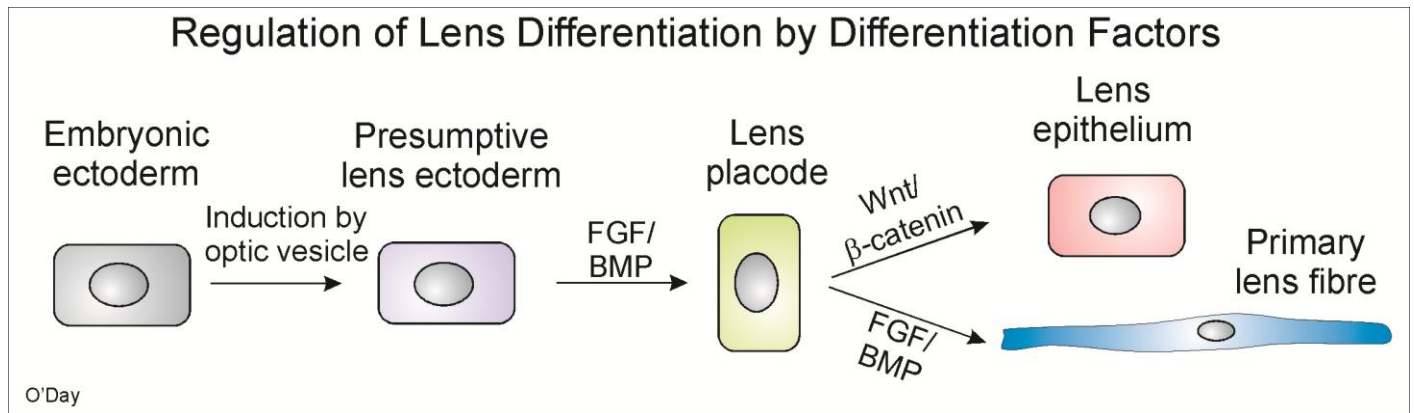 Regulation of Lens Differentiation by Differentiation Factors
Embryonic
ectoderm
Induction by
optic vesicle
Presumptive
lens ectoderm
FGF/
BMP
Lens
placode
Wnt/
β-catenin
Lens
epithelium
FGF/
BMP
Primary
lens fibre
O'Day